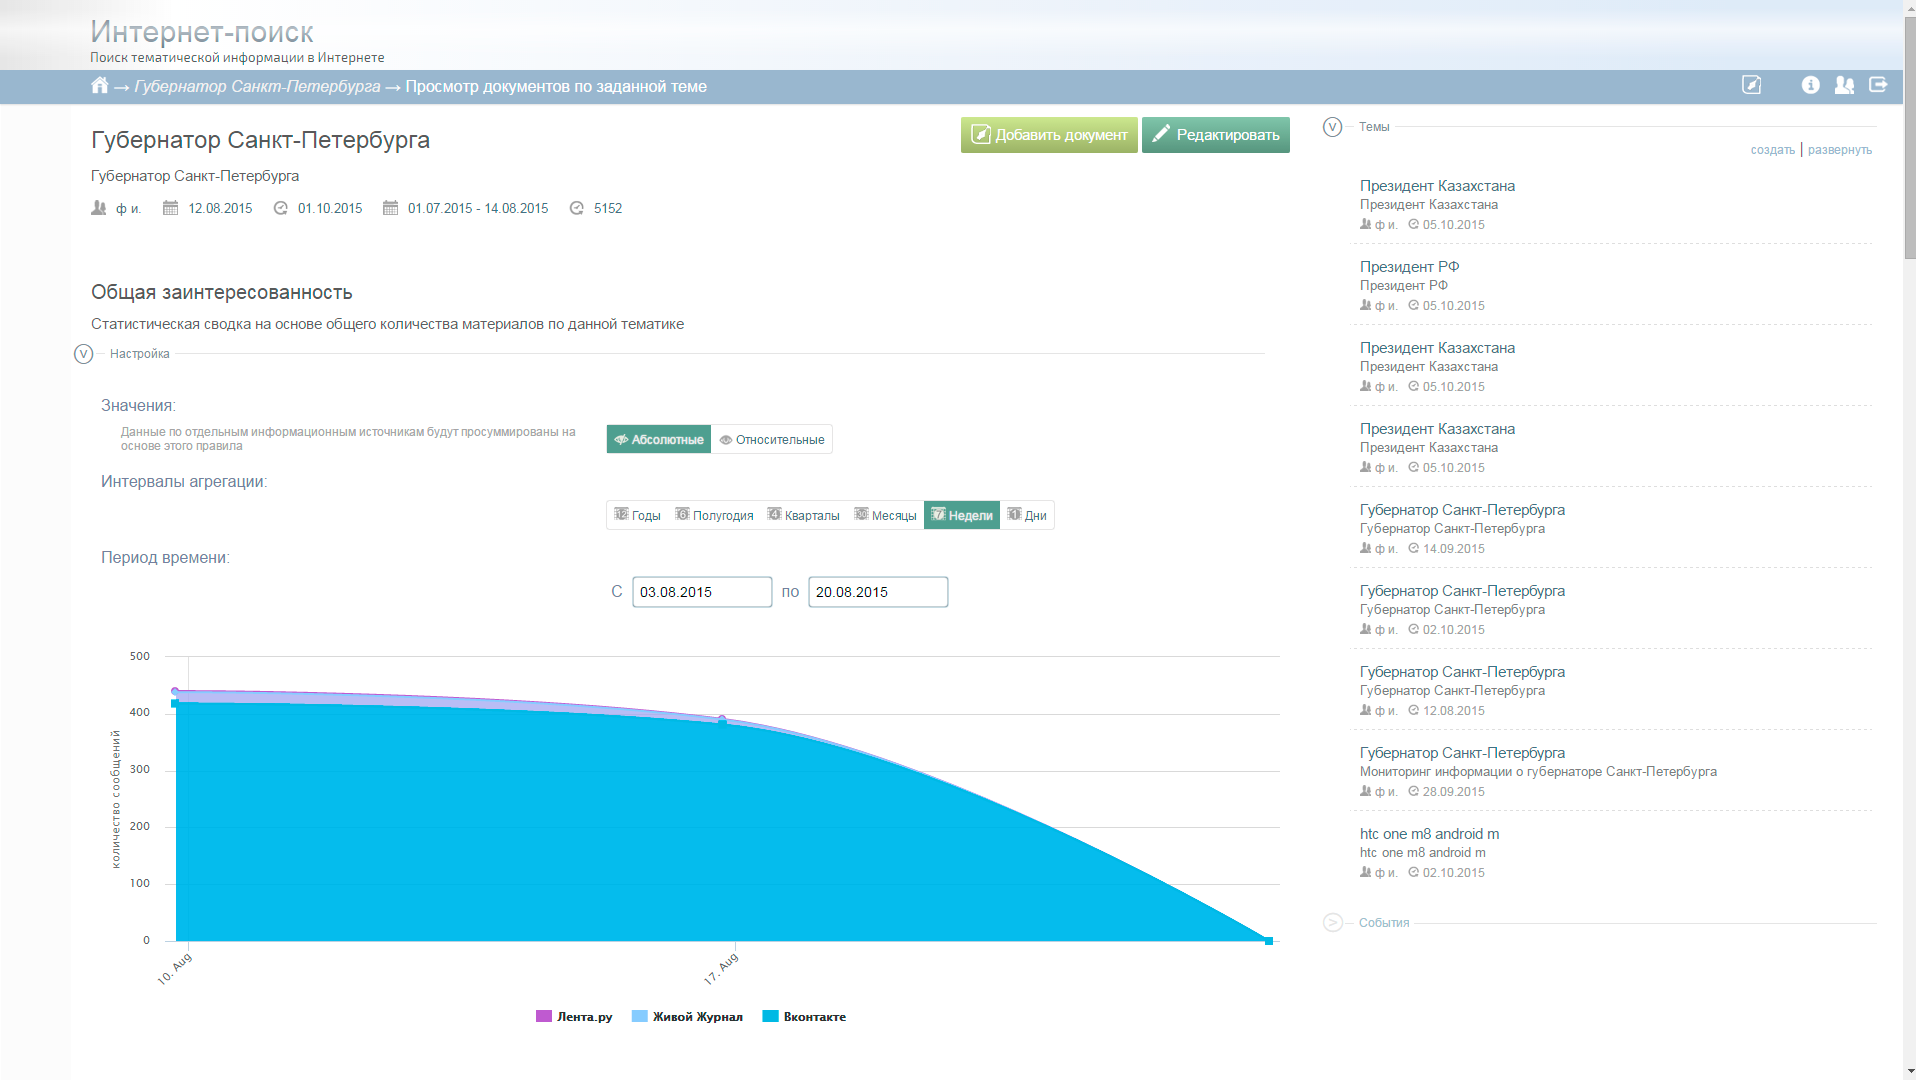 Интернет-поиск
Поиск тематической информации в Интернете
→ Губернатор Санкт-Петербурга → Просмотр документов по заданной теме
Губернатор Санкт-Петербурга
Добавить документ
Редактировать
Губернатор Санкт-Петербурга
ф и. 12.08.2015 01.10.2015 01.07.2015 - 14.08.2015 5152
Общая заинтересованность
Статистическая сводка на основе общего количества материалов по данной тематике
Настройка
Значения:
Данные по отдельным информационным источникам будут просуммированы на
основе этого правила
Абсолютные Относительные
Интервалы агрегации:
12 Годы 6 Полугодия 4 Кварталы 30 Месяцы 7 Недели 1 Дни
Период времени:
С 03.08.2015 по 20.08.2015
500
400
300
200
100
0
количество сообщений
10. Aug
17. Aug
Лента.ру Живой Журнал Вконтакте
Темы
создать | развернуть
Президент Казахстана
Президент Казахстана
ф и. 05.10.2015
Президент РФ
Президент РФ
ф и. 05.10.2015
Президент Казахстана
Президент Казахстана
ф и. 05.10.2015
Президент Казахстана
Президент Казахстана
ф и. 05.10.2015
Губернатор Санкт-Петербурга
Губернатор Санкт-Петербурга
ф и. 14.09.2015
Губернатор Санкт-Петербурга
Губернатор Санкт-Петербурга
ф и. 02.10.2015
Губернатор Санкт-Петербурга
Губернатор Санкт-Петербурга
ф и. 12.08.2015
Губернатор Санкт-Петербурга
Мониторинг информации о губернаторе Санкт-Петербурга
ф и. 28.09.2015
htc one m8 android m
htc one m8 android m
ф и. 02.10.2015
События